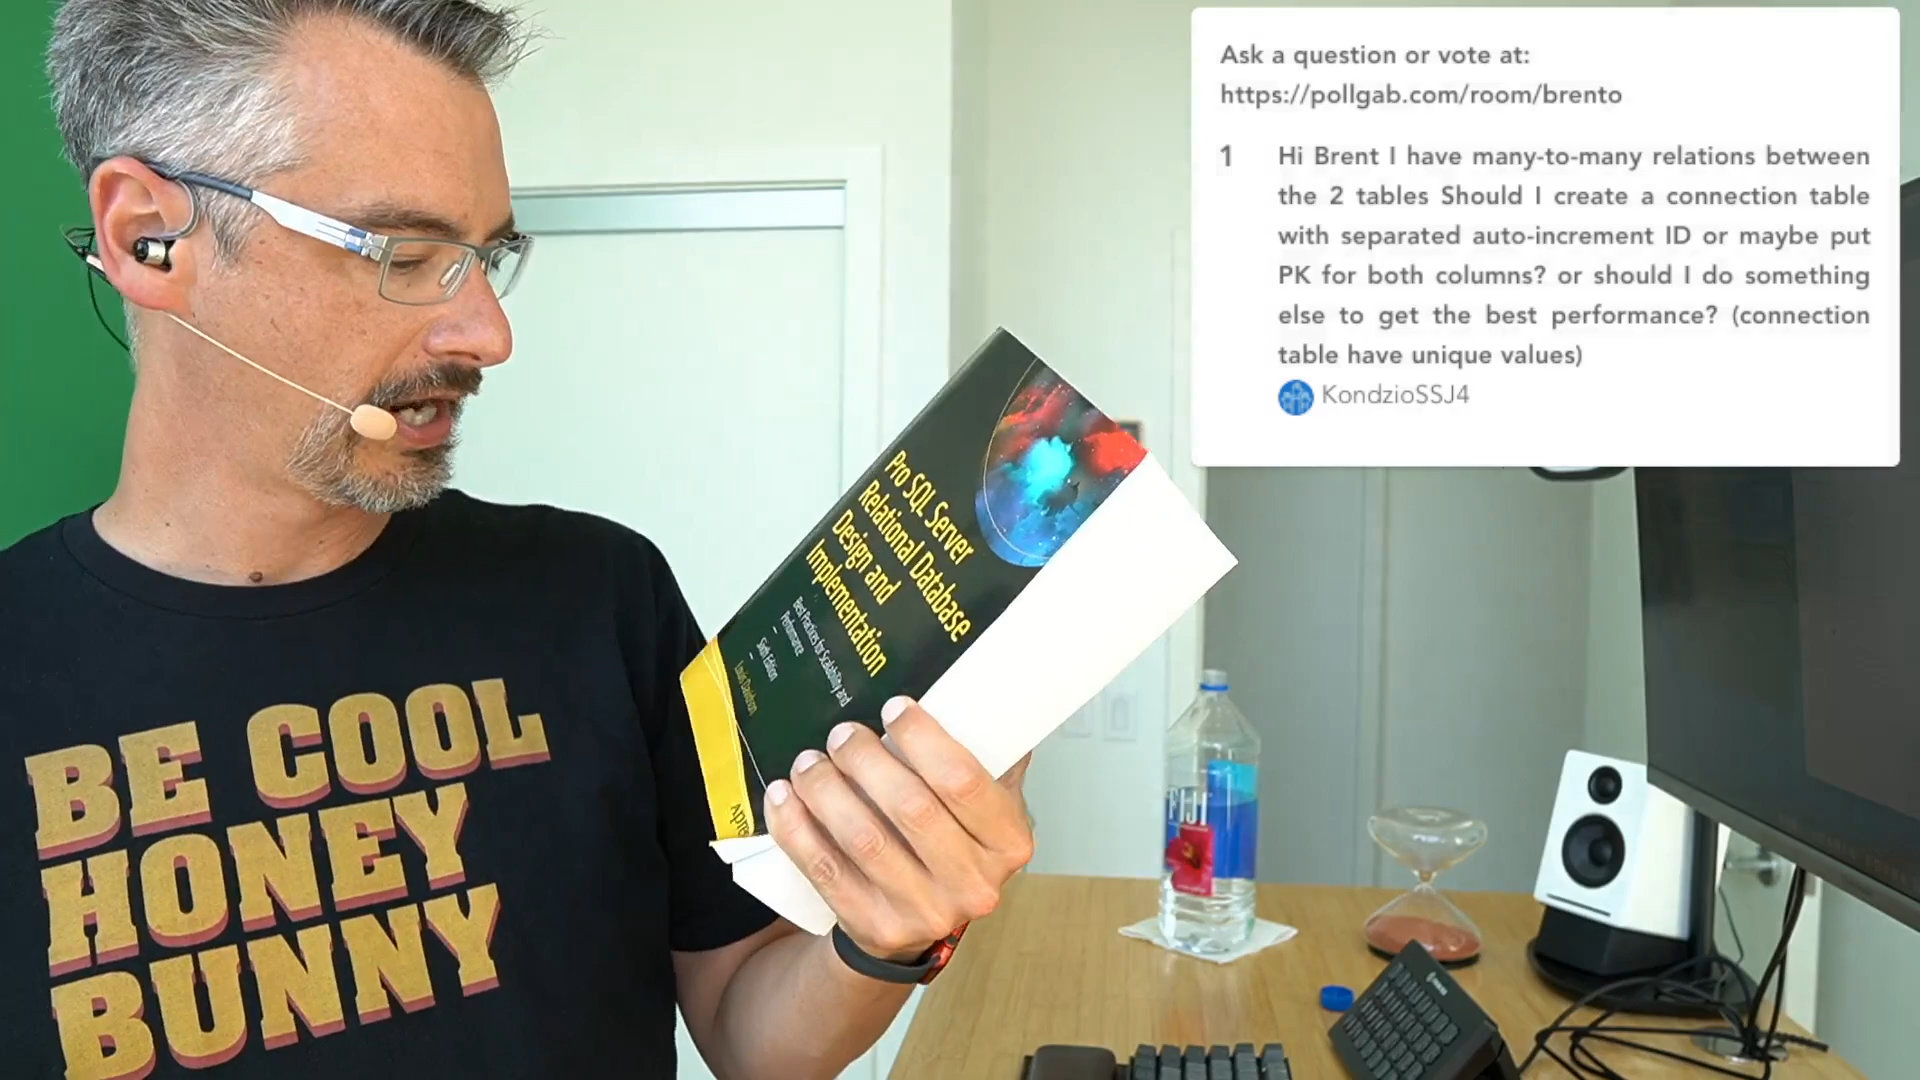 Ask a question or vote at:
https://pollgab.com/room/brento
1
Hi Brent I have many-to-many relations between
the 2 tables Should I create a connection table
with separated auto-increment ID or maybe put
PK for both columns? or should I do something
else to get the best performance? (connection
table have unique values)
KondzioSSJ4
Pro SQL Server
Relational Database
Design and
Implementation
Best Practices for Scalability and
Performance
Sixth Edition
Louis Davidson
BE COOL
HONEY
BUNNY
FIJI